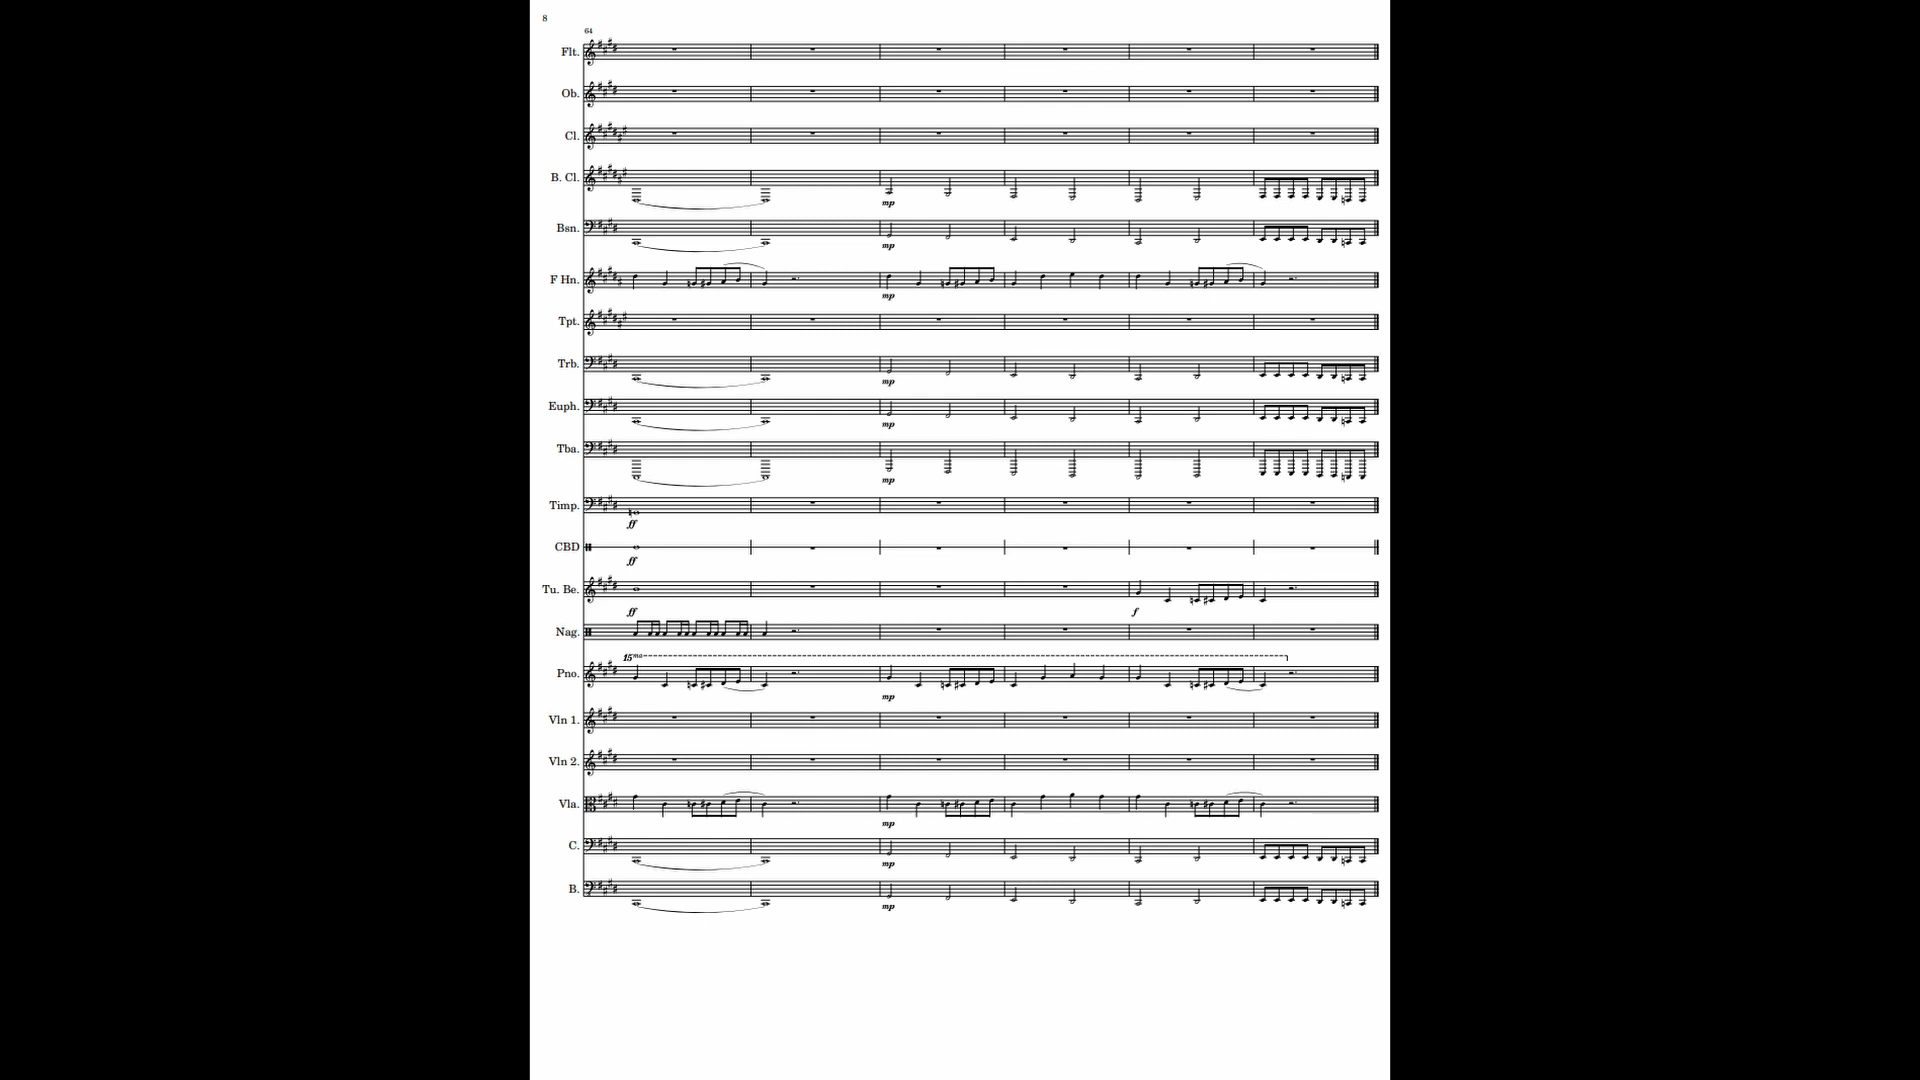 8
64
Flt.
Ob.
Cl.
B. Cl.
mp
Bsn.
mp
F Hn.
mp
Tpt.
Trb.
mp
Euph.
mp
Tba.
mp
Timp.
ff
CBD
ff
Tu. Be.
ff f
Nag.
15ma
Pno.
mp
Vln 1.
Vln 2.
Vla.
mp
C.
mp
B.
mp